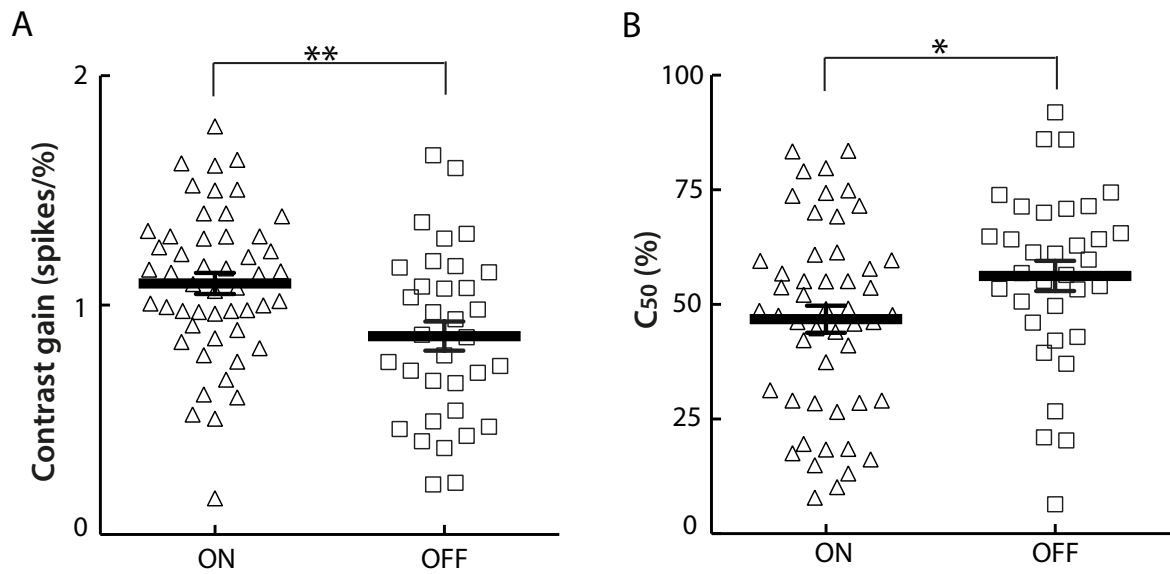 A
**
Contrast gain (spikes/%)
2
1
0
ON
OFF
B
*
C50 (%)
100
75
50
25
0
ON
OFF